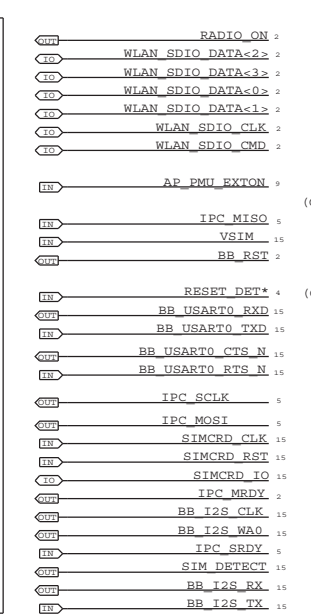 OUT RADIO_ON 2
IO WLAN_SDIO_DATA<2> 2
IO WLAN_SDIO_DATA<3> 2
IO WLAN_SDIO_DATA<0> 2
IO WLAN_SDIO_DATA<1> 2
IO WLAN_SDIO_CLK 2
IO WLAN_SDIO_CMD 2
IN AP_PMU_EXTON 9
IN IPC_MISO 5
IN VSIM 15
OUT BB_RST 2
IN RESET_DET* 4
OUT BB_USART0_RXD 15
IN BB_USART0_TXD 15
OUT BB_USART0_CTS_N 15
IN BB_USART0_RTS_N 15
OUT IPC_SCLK 5
OUT IPC_MOSI 5
IN SIMCRD_CLK 15
IN SIMCRD_RST 15
IO SIMCRD_IO 15
OUT IPC_MRDY 2
OUT BB_I2S_CLK 15
OUT BB_I2S_WA0 15
IN IPC_SRDY 5
OUT SIM_DETECT 15
OUT BB_I2S_RX 15
IN BB_I2S_TX 15